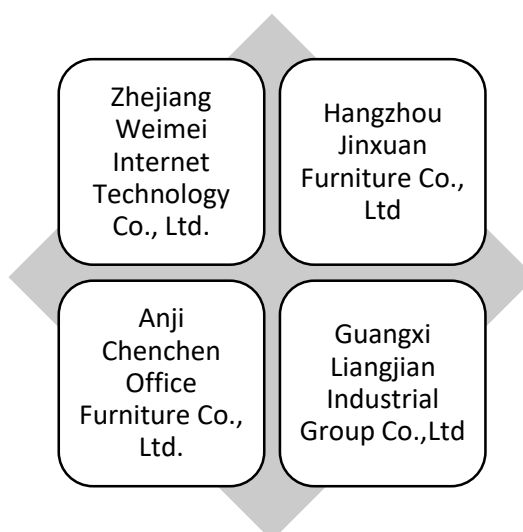 Zhejiang
Weimei
Internet
Technology
Co., Ltd.
Hangzhou
Jinxuan
Furniture Co.,
Ltd
Anji
Chenchen
Office
Furniture Co.,
Ltd.
Guangxi
Liangjian
Industrial
Group Co.,Ltd